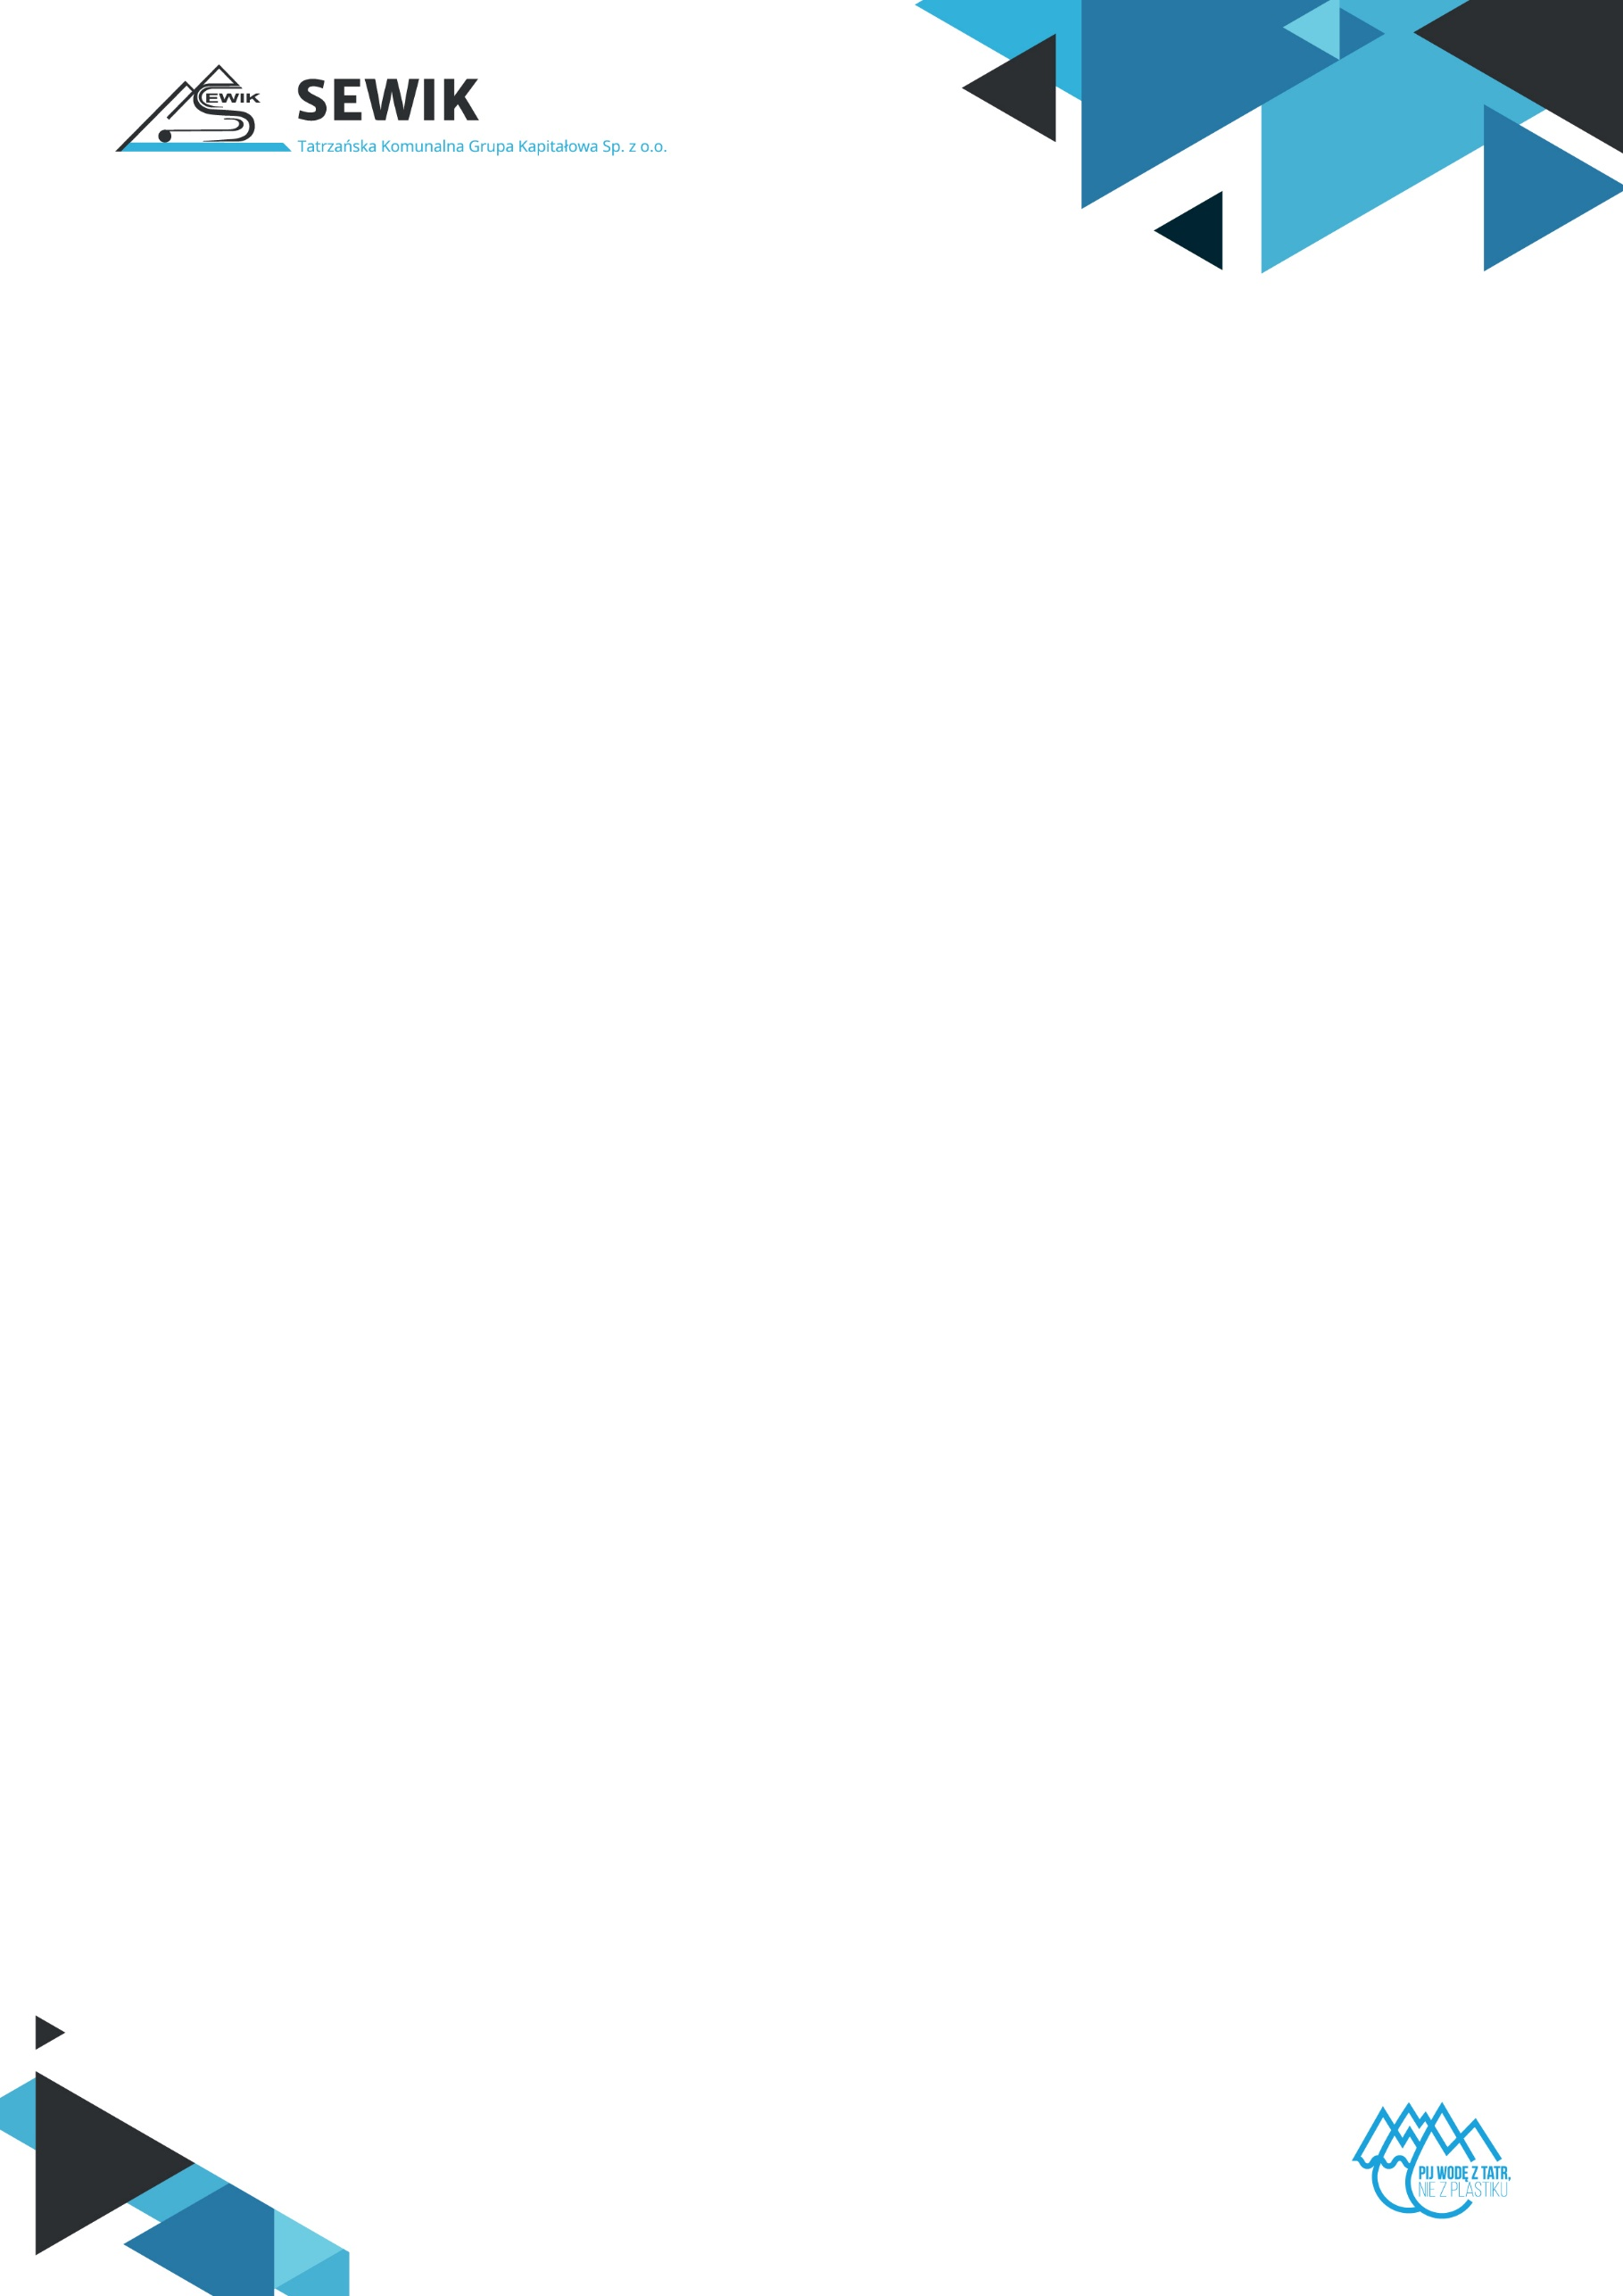 EWIK
SEWIK
Tatrzańska Komunalna Grupa Kapitałowa Sp. z o.o.
PIJ WODĘ Z TATR,
NIE Z PLASTIKU